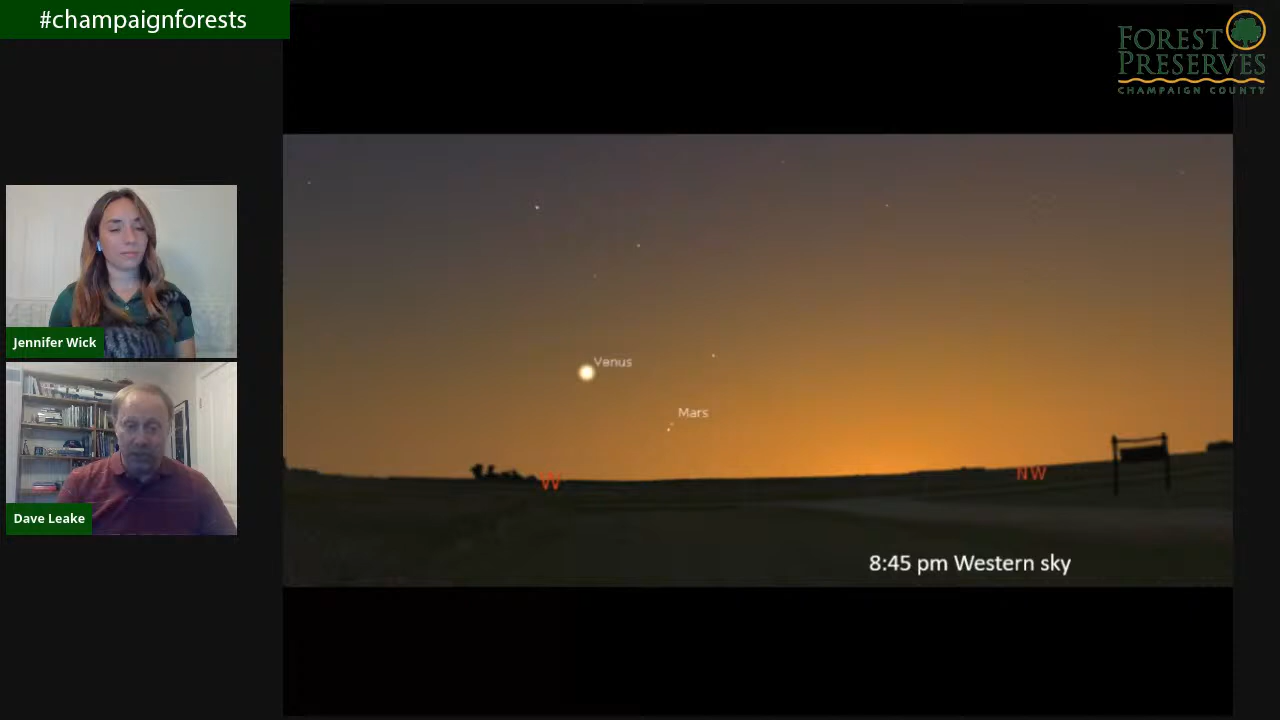 #champaignforests
FOREST
PRESERVES
CHAMPAIGN COUNTY
Jennifer Wick
Dave Leake
Venus
Mars
W
NW
8:45 pm Western sky